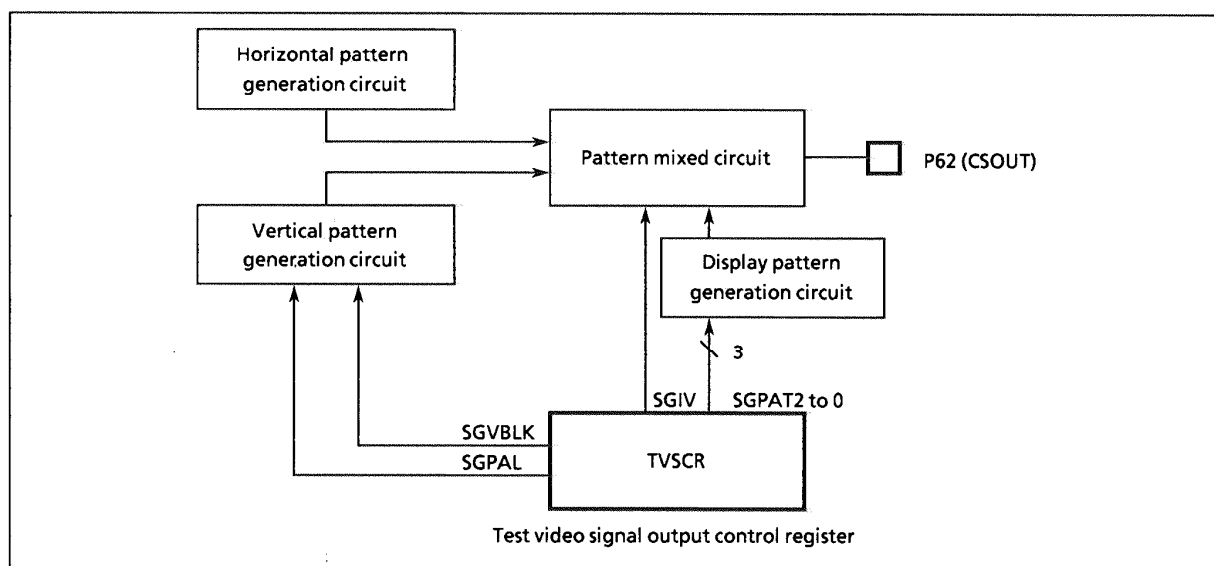 Horizontal pattern
generation circuit
Pattern mixed circuit
P62 (CSOUT)
Vertical pattern
generation circuit
Display pattern
generation circuit
3
SGIV
SGPAT2 to 0
SGVBLK
SGPAL
TVSCR
Test video signal output control register